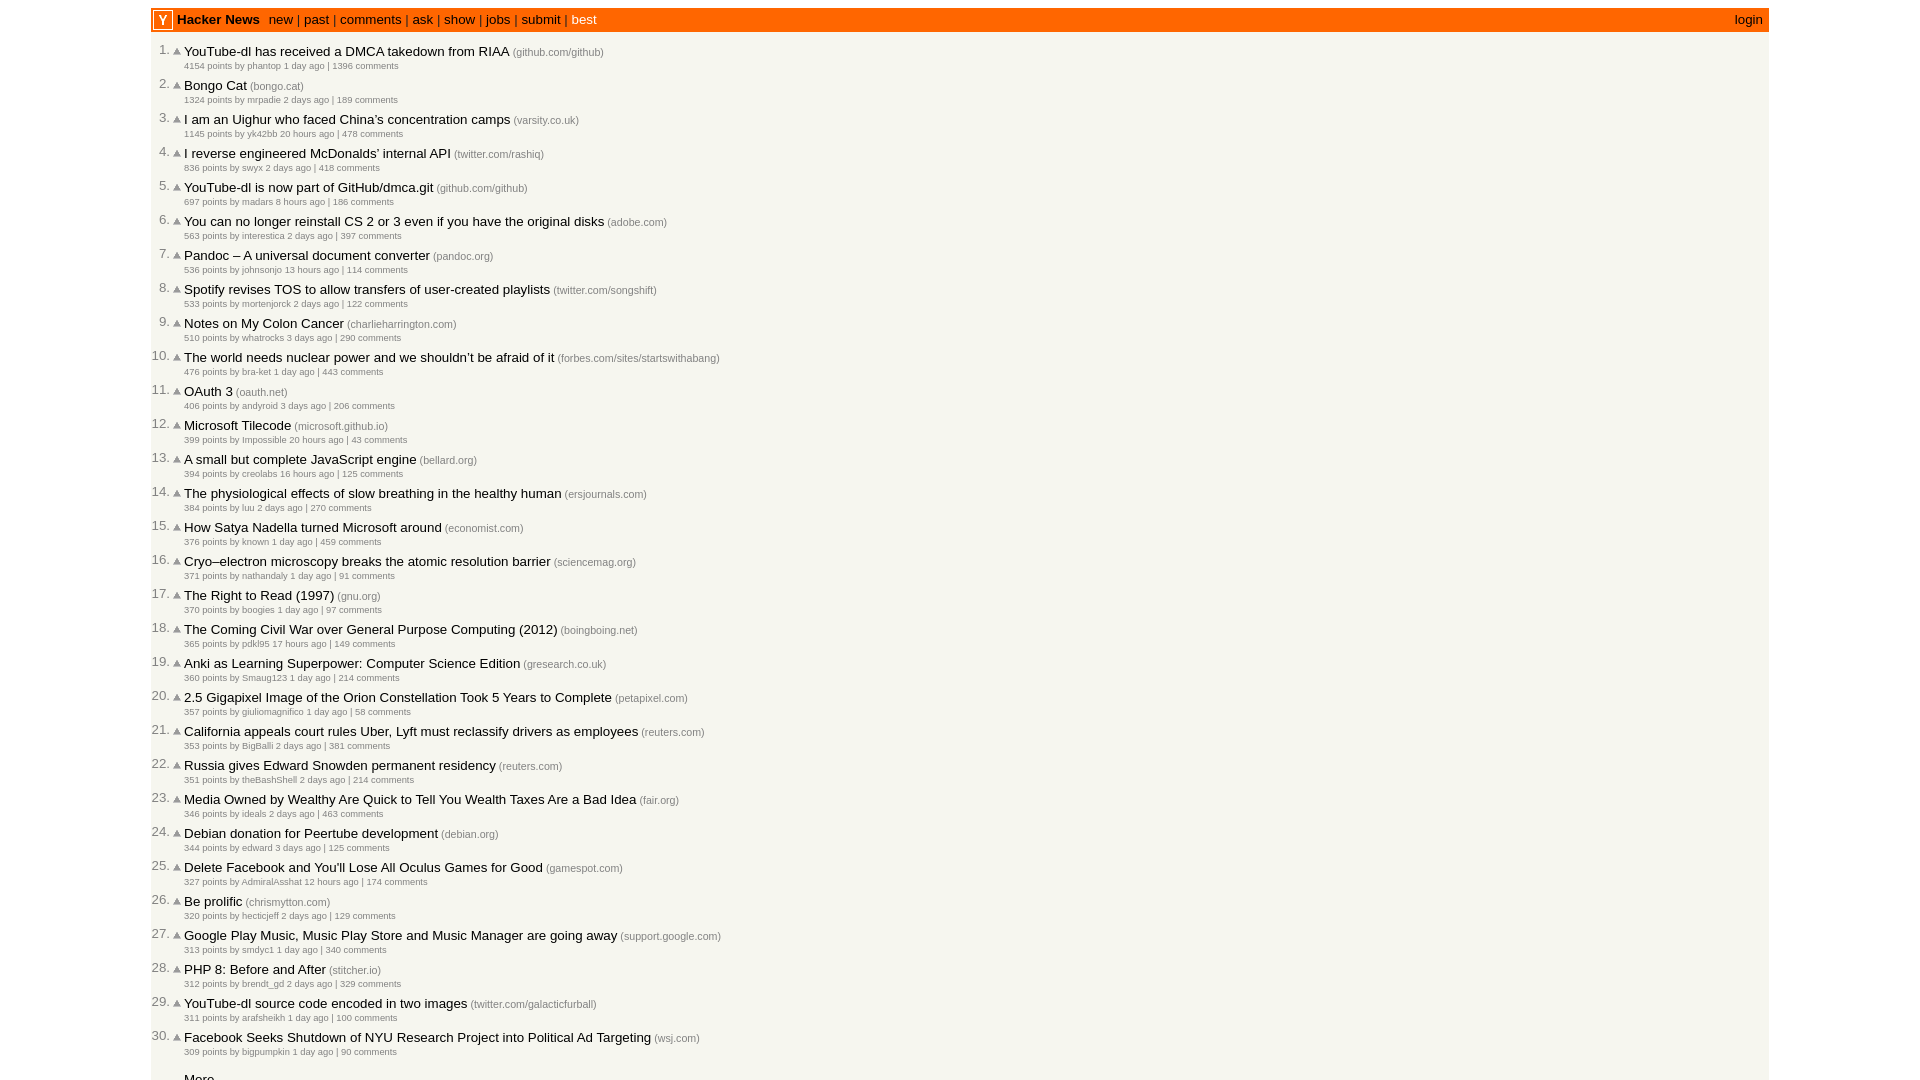 Y Hacker News new | past | comments | ask | show | jobs | submit | best login
1. YouTube-dl has received a DMCA takedown from RIAA (github.com/github)
4154 points by phantop 1 day ago | 1396 comments
2. Bongo Cat (bongo.cat)
1324 points by mrpadie 2 days ago | 189 comments
3. I am an Uighur who faced China’s concentration camps (varsity.co.uk)
1145 points by yk42bb 20 hours ago | 478 comments
4. I reverse engineered McDonalds’ internal API (twitter.com/rashiq)
836 points by swyx 2 days ago | 418 comments
5. YouTube-dl is now part of GitHub/dmca.git (github.com/github)
697 points by madars 8 hours ago | 186 comments
6. You can no longer reinstall CS 2 or 3 even if you have the original disks (adobe.com)
563 points by interestica 2 days ago | 397 comments
7. Pandoc – A universal document converter (pandoc.org)
536 points by johnsonjo 13 hours ago | 114 comments
8. Spotify revises TOS to allow transfers of user-created playlists (twitter.com/songshift)
533 points by mortenjorck 2 days ago | 122 comments
9. Notes on My Colon Cancer (charlieharrington.com)
510 points by whatrocks 3 days ago | 290 comments
10. The world needs nuclear power and we shouldn’t be afraid of it (forbes.com/sites/startswithabang)
476 points by bra-ket 1 day ago | 443 comments
11. OAuth 3 (oauth.net)
406 points by andyroid 3 days ago | 206 comments
12. Microsoft Tilecode (microsoft.github.io)
399 points by Impossible 20 hours ago | 43 comments
13. A small but complete JavaScript engine (bellard.org)
394 points by creolabs 16 hours ago | 125 comments
14. The physiological effects of slow breathing in the healthy human (ersjournals.com)
384 points by luu 2 days ago | 270 comments
15. How Satya Nadella turned Microsoft around (economist.com)
376 points by known 1 day ago | 459 comments
16. Cryo–electron microscopy breaks the atomic resolution barrier (sciencemag.org)
371 points by nathandaly 1 day ago | 91 comments
17. The Right to Read (1997) (gnu.org)
370 points by boogies 1 day ago | 97 comments
18. The Coming Civil War over General Purpose Computing (2012) (boingboing.net)
365 points by pdkl95 17 hours ago | 149 comments
19. Anki as Learning Superpower: Computer Science Edition (gresearch.co.uk)
360 points by Smaug123 1 day ago | 214 comments
20. 2.5 Gigapixel Image of the Orion Constellation Took 5 Years to Complete (petapixel.com)
357 points by giuliomagnifico 1 day ago | 58 comments
21. California appeals court rules Uber, Lyft must reclassify drivers as employees (reuters.com)
353 points by BigBalli 2 days ago | 381 comments
22. Russia gives Edward Snowden permanent residency (reuters.com)
351 points by theBashShell 2 days ago | 214 comments
23. Media Owned by Wealthy Are Quick to Tell You Wealth Taxes Are a Bad Idea (fair.org)
346 points by ideals 2 days ago | 463 comments
24. Debian donation for Peertube development (debian.org)
344 points by edward 3 days ago | 125 comments
25. Delete Facebook and You'll Lose All Oculus Games for Good (gamespot.com)
327 points by AdmiralAsshat 12 hours ago | 174 comments
26. Be prolific (chrismytton.com)
320 points by hecticjeff 2 days ago | 129 comments
27. Google Play Music, Music Play Store and Music Manager are going away (support.google.com)
313 points by smdyc1 1 day ago | 340 comments
28. PHP 8: Before and After (stitcher.io)
312 points by brendt_gd 2 days ago | 329 comments
29. YouTube-dl source code encoded in two images (twitter.com/galacticfurball)
311 points by arafsheikh 1 day ago | 100 comments
30. Facebook Seeks Shutdown of NYU Research Project into Political Ad Targeting (wsj.com)
309 points by bigpumpkin 1 day ago | 90 comments
More